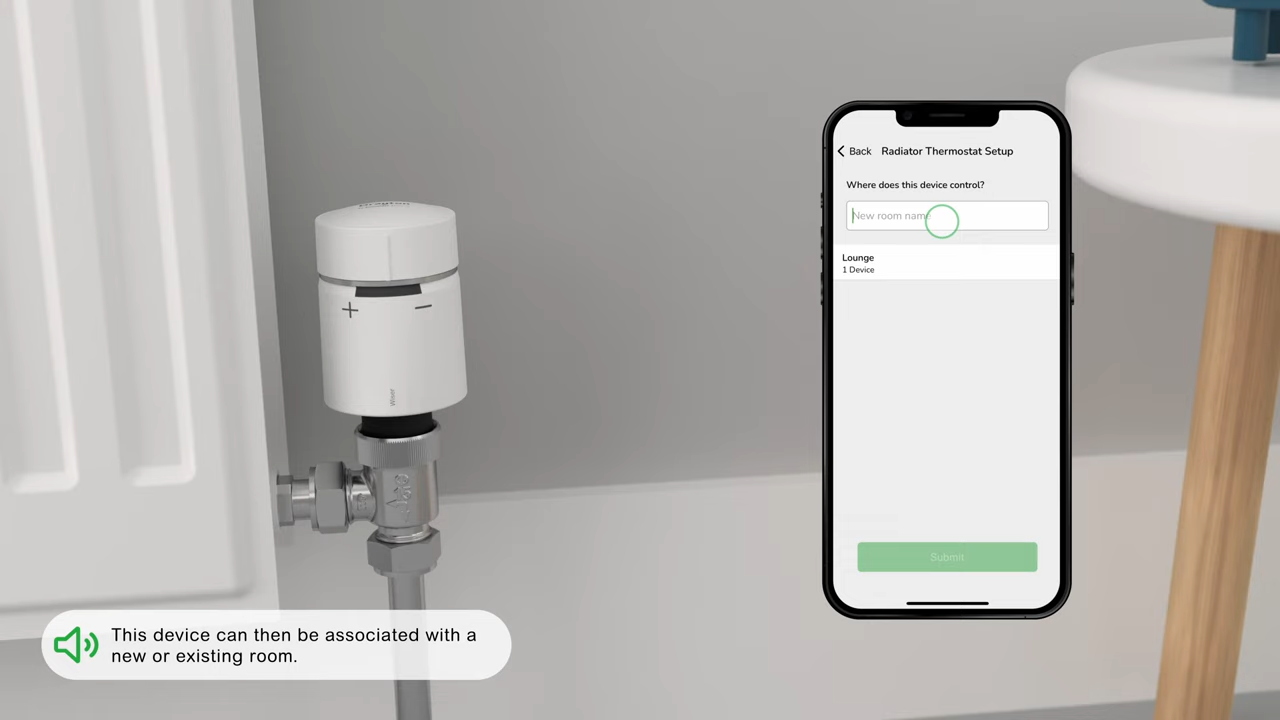 Back Radiator Thermostat Setup
Where does this device control?
New room name
Lounge
1 Device
+ −
Wiser
Submit
This device can then be associated with a
new or existing room.